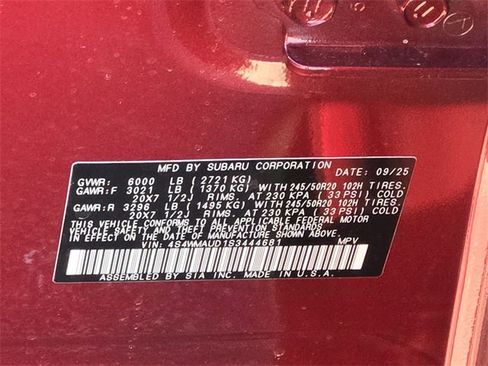 MFD BY SUBARU CORPORATION DATE: 09/25
GVWR: 6000 LB (2721 KG)
GAWR:F 3021 LB (1370 KG) WITH 245/50R20 102H TIRES.
20X7 1/2J RIMS, AT 230 KPA (33 PSI) COLD
GAWR:R 3296 LB (1495 KG) WITH 245/50R20 102H TIRES.
20X7 1/2J RIMS, AT 230 KPA (33 PSI) COLD
THIS VEHICLE CONFORMS TO ALL APPLICABLE FEDERAL MOTOR
VEHICLE SAFETY AND THEFT PREVENTION STANDARDS
IN EFFECT ON THE DATE OF MANUFACTURE SHOWN ABOVE.
VIN: 4S4WMAUD1S3444681 MPV
ASSEMBLED BY SIA INC. MADE IN U.S.A.